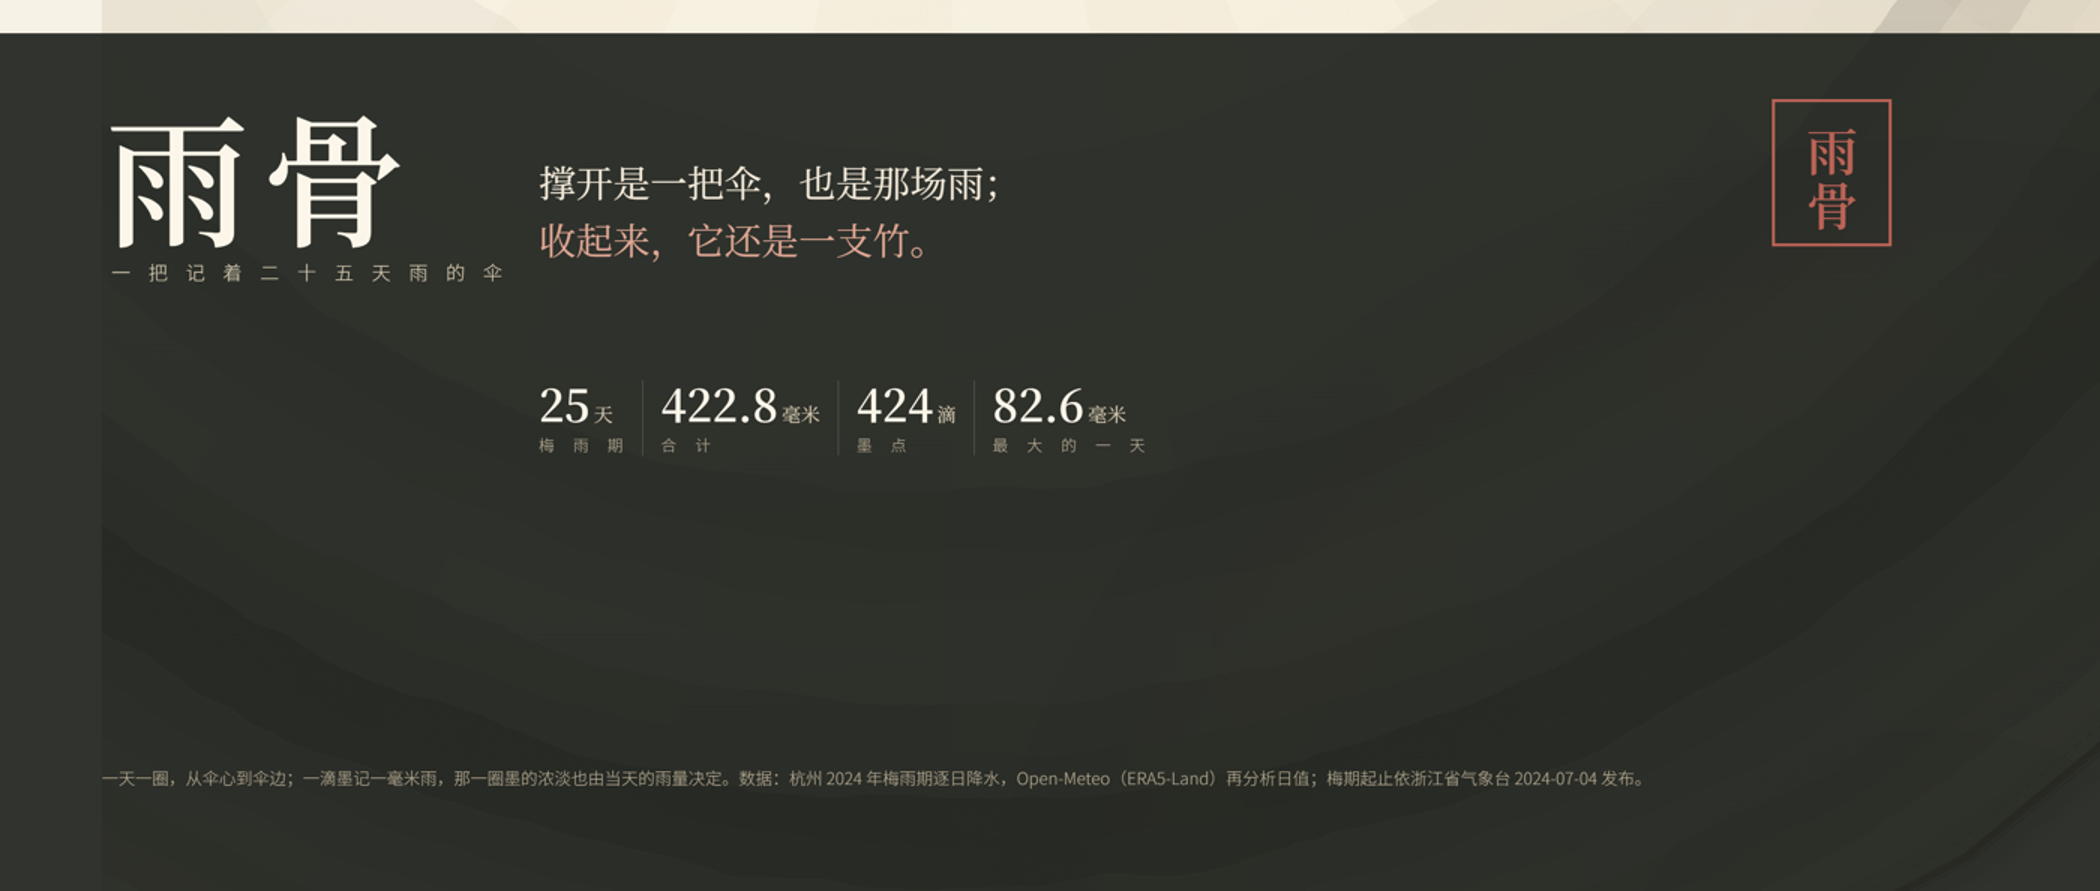 雨骨
一把记着二十五天雨的伞
撑开是一把伞，也是那场雨；
收起来，它还是一支竹。
雨
骨
25天
梅雨期
422.8毫米
合计
424滴
墨点
82.6毫米
最大的一天
一天一圈，从伞心到伞边；一滴墨记一毫米雨，那一圈墨的浓淡也由当天的雨量决定。数据：杭州 2024 年梅雨期逐日降水，Open-Meteo（ERA5-Land）再分析日值；梅期起止依浙江省气象台 2024-07-04 发布。